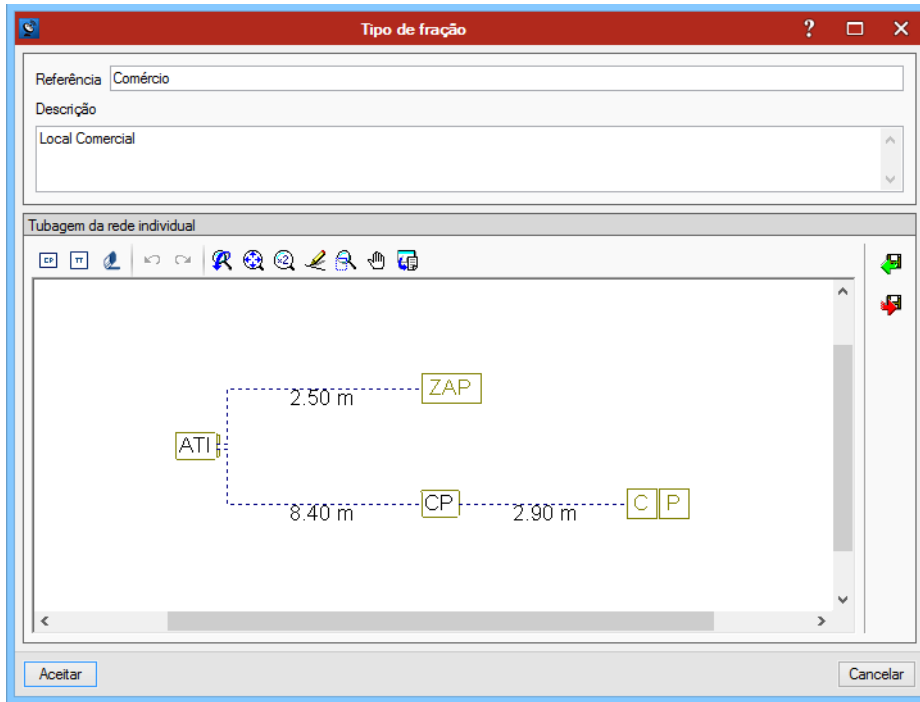 Tipo de fração
?
Referência Comércio
Descrição
Local Comercial
Tubagem da rede individual
CP TT x2
ZAP
2.50 m
ATI
CP C P
8.40 m 2.90 m
Aceitar Cancelar